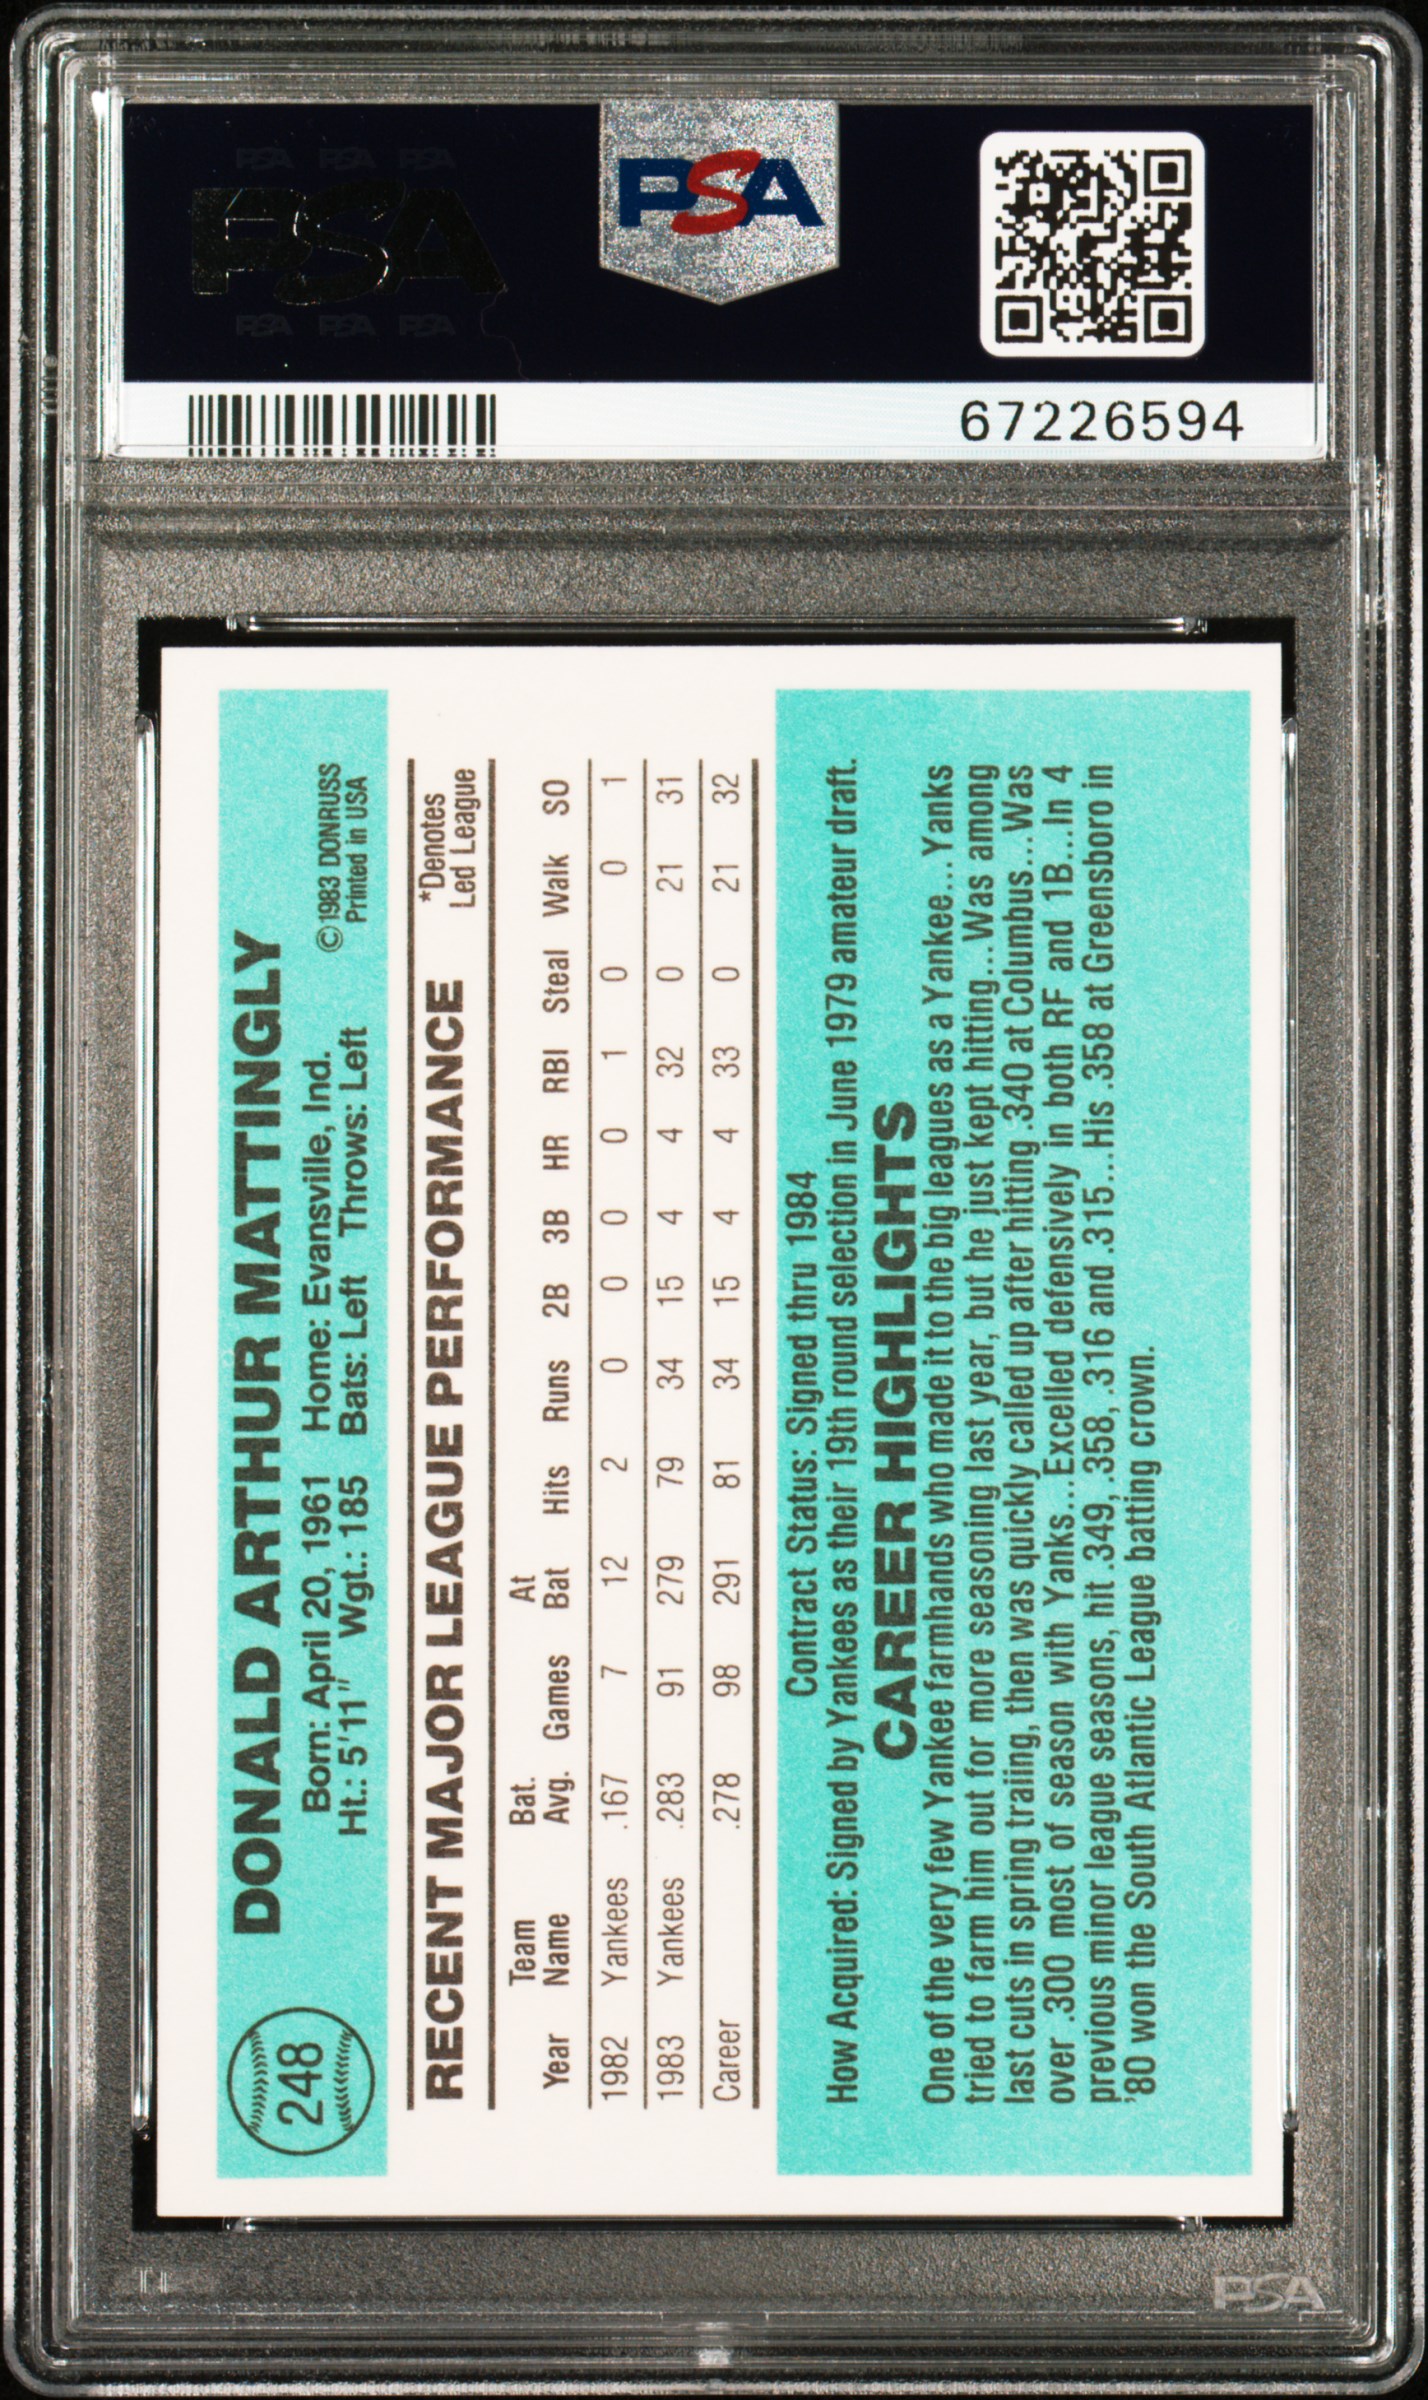 PSA PSA PSA
PSA
PSA PSA PSA
PSA
67226594
248
DONALD ARTHUR MATTINGLY
Born: April 20, 1961 Home: Evansville, Ind. ©1983 DONRUSS
Ht.: 5'11" Wgt.: 185 Bats: Left Throws: Left Printed in USA
RECENT MAJOR LEAGUE PERFORMANCE *Denotes Led League
Year Team Name Bat. Avg. Games At Bat Hits Runs 2B 3B HR RBI Steal Walk SO
1982 Yankees .167 7 12 2 0 0 0 0 1 0 0 1
1983 Yankees .283 91 279 79 34 15 4 4 32 0 21 31
Career .278 98 291 81 34 15 4 4 33 0 21 32
Contract Status: Signed thru 1984
How Acquired: Signed by Yankees as their 19th round selection in June 1979 amateur draft.
CAREER HIGHLIGHTS
One of the very few Yankee farmhands who made it to the big leagues as a Yankee...Yanks
tried to farm him out for more seasoning last year, but he just kept hitting...Was among
last cuts in spring traiing, then was quickly called up after hitting .340 at Columbus...Was
over .300 most of season with Yanks...Excelled defensively in both RF and 1B...In 4
previous minor league seasons, hit .349, .358, .316 and .315...His .358 at Greensboro in
'80 won the South Atlantic League batting crown.
PSA